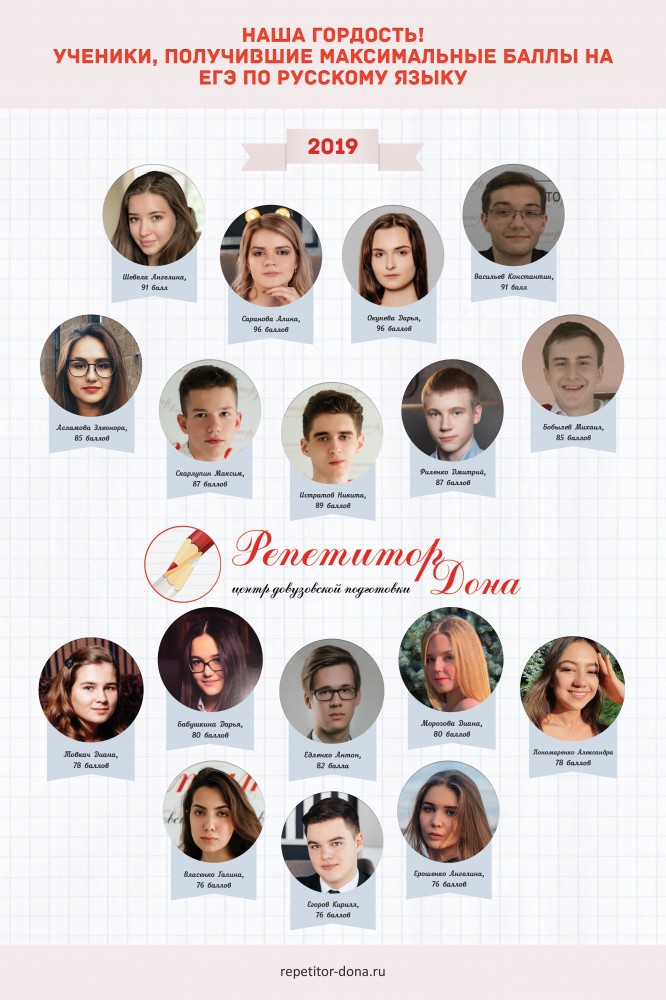 НАША ГОРДОСТЬ!
УЧЕНИКИ, ПОЛУЧИВШИЕ МАКСИМАЛЬНЫЕ БАЛЛЫ НА
ЕГЭ ПО РУССКОМУ ЯЗЫКУ
2019
Шевела Ангелина,
91 балл
Саранова Алина,
96 баллов
Окунева Дарья,
96 баллов
Васильев Константин,
91 балл
Асламова Элеонора,
85 баллов
Скарлупин Максим,
87 баллов
Истратов Никита,
89 баллов
Риленко Дмитрий,
87 баллов
Бобылев Михаил,
85 баллов
Репетитор
Дона
центр довузовской подготовки
Товкач Диана,
78 баллов
Бабушкина Дарья,
80 баллов
Едленко Антон,
82 балла
Морозова Диана,
80 баллов
Пономаренко Александра
78 баллов
Власенко Галина,
76 баллов
Егоров Кирилл,
76 баллов
Ерошенко Ангелина,
76 баллов
repetitor-dona.ru